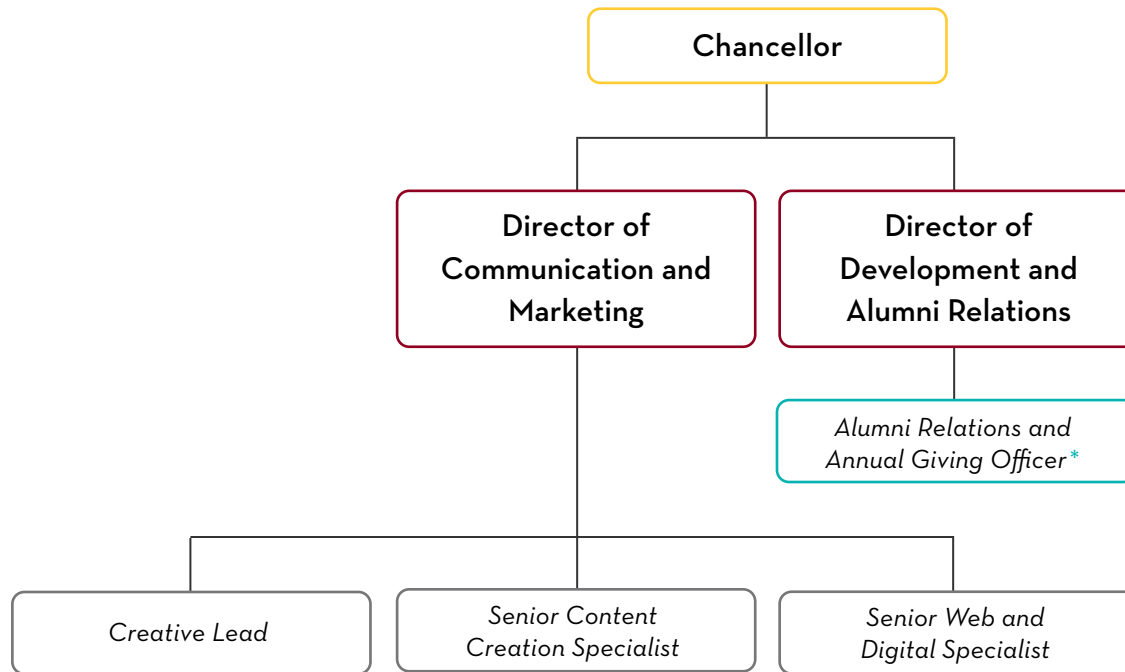 Chancellor
Director of
Communication and
Marketing
Director of
Development and
Alumni Relations
Alumni Relations and
Annual Giving Officer*
Creative Lead
Senior Content
Creation Specialist
Senior Web and
Digital Specialist